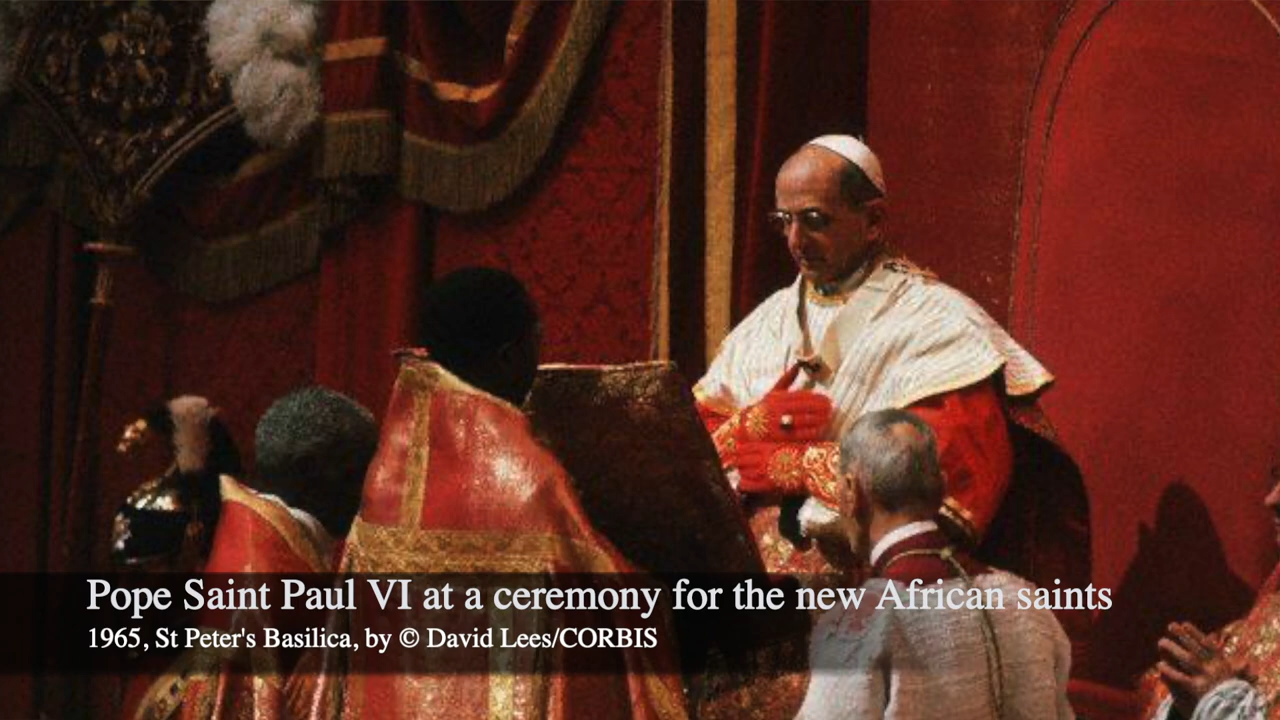 Pope Saint Paul VI at a ceremony for the new African saints
1965, St Peter's Basilica, by © David Lees/CORBIS